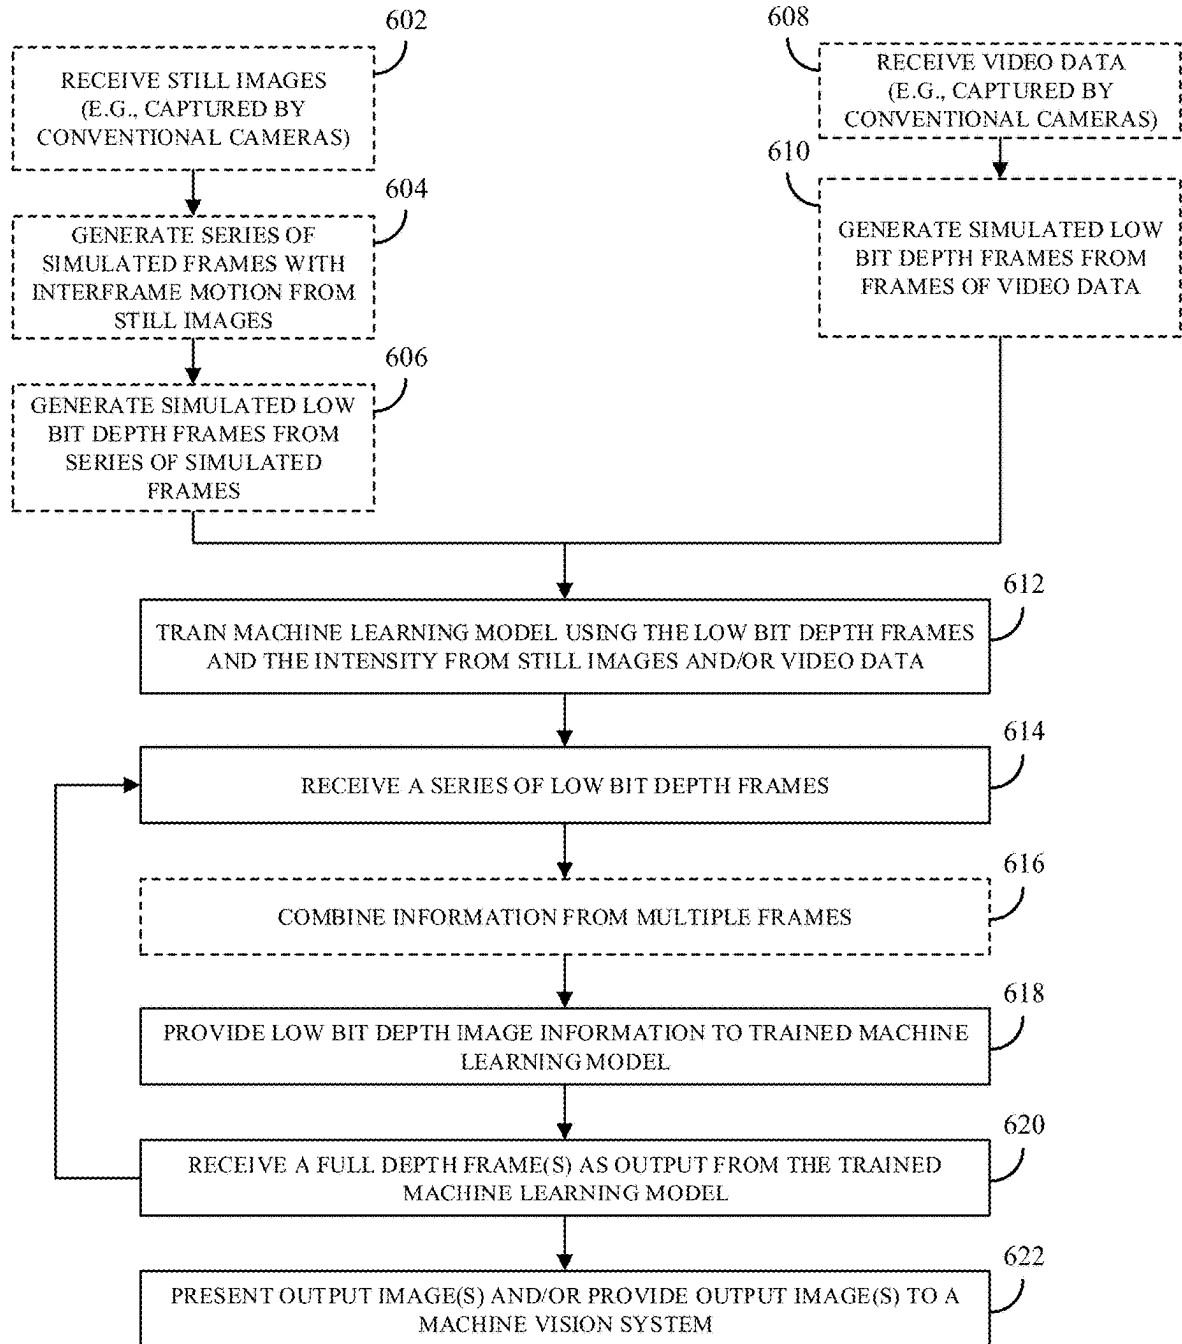 602
RECEIVE STILL IMAGES
(E.G., CAPTURED BY
CONVENTIONAL CAMERAS)
604
GENERATE SERIES OF
SIMULATED FRAMES WITH
INTERFRAME MOTION FROM
STILL IMAGES
606
GENERATE SIMULATED LOW
BIT DEPTH FRAMES FROM
SERIES OF SIMULATED
FRAMES
608
RECEIVE VIDEO DATA
(E.G., CAPTURED BY
CONVENTIONAL CAMERAS)
610
GENERATE SIMULATED LOW
BIT DEPTH FRAMES FROM
FRAMES OF VIDEO DATA
612
TRAIN MACHINE LEARNING MODEL USING THE LOW BIT DEPTH FRAMES
AND THE INTENSITY FROM STILL IMAGES AND/OR VIDEO DATA
614
RECEIVE A SERIES OF LOW BIT DEPTH FRAMES
616
COMBINE INFORMATION FROM MULTIPLE FRAMES
618
PROVIDE LOW BIT DEPTH IMAGE INFORMATION TO TRAINED MACHINE
LEARNING MODEL
620
RECEIVE A FULL DEPTH FRAME(S) AS OUTPUT FROM THE TRAINED
MACHINE LEARNING MODEL
622
PRESENT OUTPUT IMAGE(S) AND/OR PROVIDE OUTPUT IMAGE(S) TO A
MACHINE VISION SYSTEM